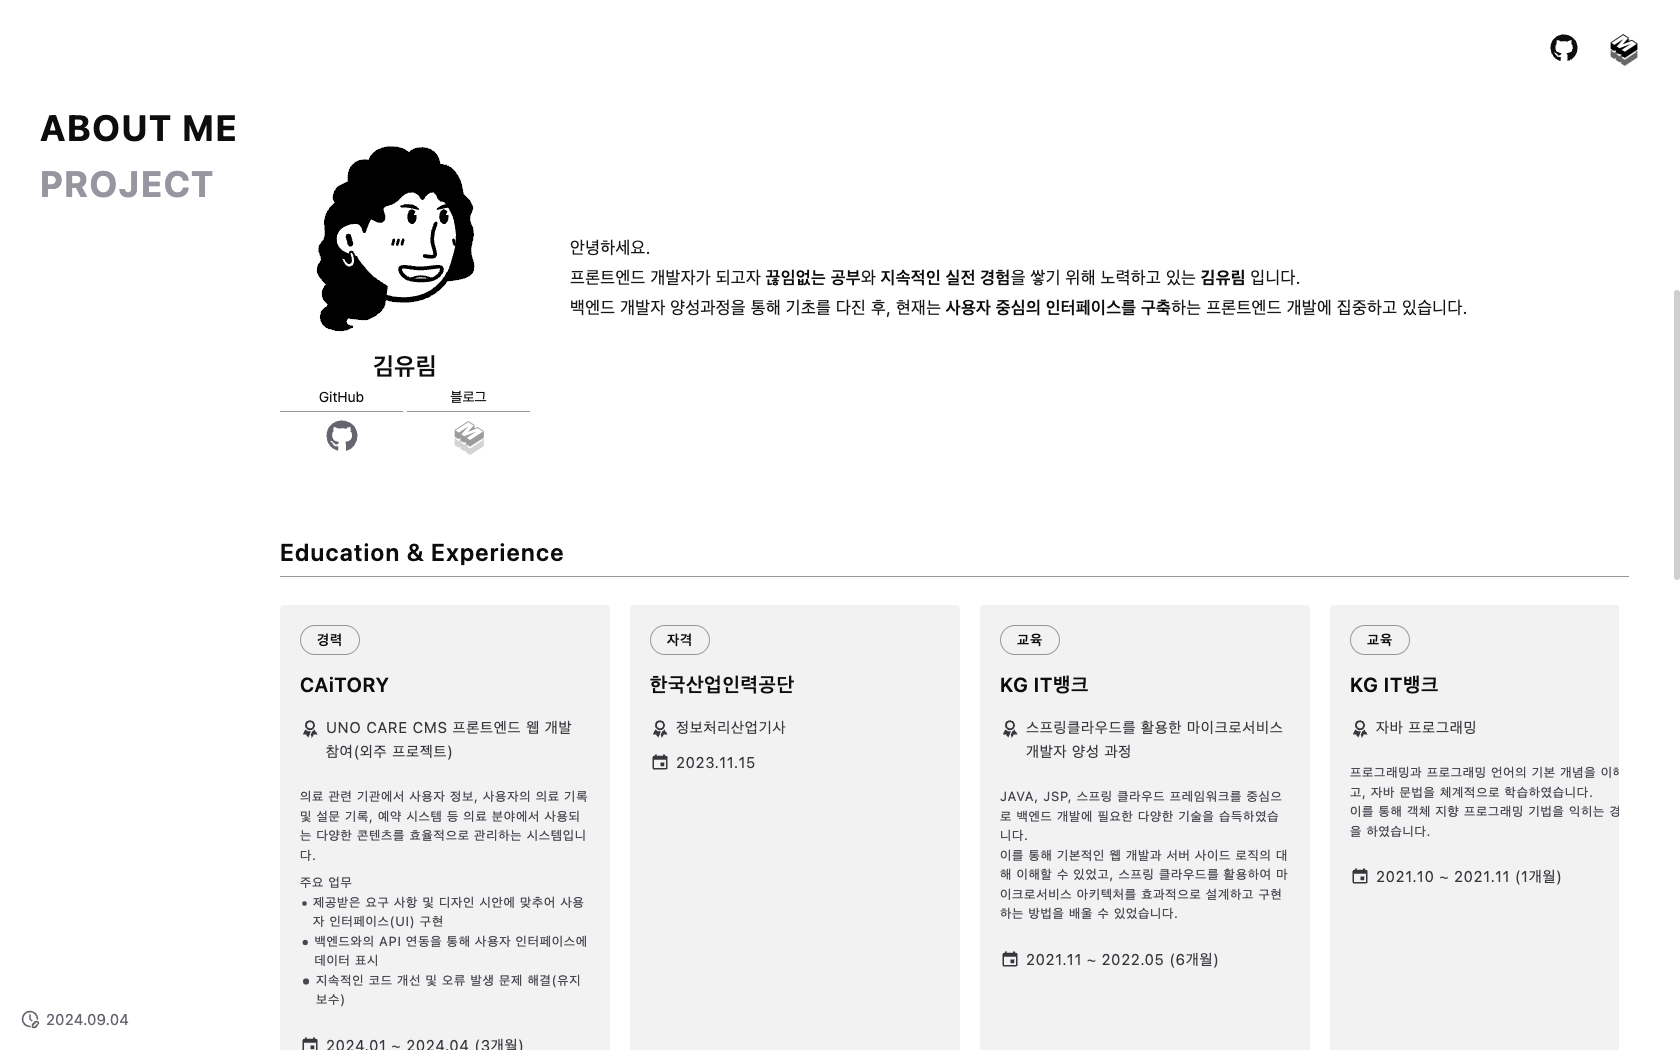 ABOUT ME
PROJECT
안녕하세요.
프론트엔드 개발자가 되고자 끊임없는 공부와 지속적인 실전 경험을 쌓기 위해 노력하고 있는 김유림 입니다.
백엔드 개발자 양성과정을 통해 기초를 다진 후, 현재는 사용자 중심의 인터페이스를 구축하는 프론트엔드 개발에 집중하고 있습니다.
김유림
GitHub
블로그
Education & Experience
경력
CAiTORY
UNO CARE CMS 프론트엔드 웹 개발
참여(외주 프로젝트)
의료 관련 기관에서 사용자 정보, 사용자의 의료 기록
및 설문 기록, 예약 시스템 등 의료 분야에서 사용되
는 다양한 콘텐츠를 효율적으로 관리하는 시스템입니
다.
주요 업무
• 제공받은 요구 사항 및 디자인 시안에 맞추어 사용
자 인터페이스(UI) 구현
• 백엔드와의 API 연동을 통해 사용자 인터페이스에
데이터 표시
• 지속적인 코드 개선 및 오류 발생 문제 해결(유지
보수)
2024.01 ~ 2024.04 (3개월)
자격
한국산업인력공단
정보처리산업기사
2023.11.15
교육
KG IT뱅크
스프링클라우드를 활용한 마이크로서비스
개발자 양성 과정
JAVA, JSP, 스프링 클라우드 프레임워크를 중심으
로 백엔드 개발에 필요한 다양한 기술을 습득하였습
니다.
이를 통해 기본적인 웹 개발과 서버 사이드 로직의 대
해 이해할 수 있었고, 스프링 클라우드를 활용하여 마
이크로서비스 아키텍처를 효과적으로 설계하고 구현
하는 방법을 배울 수 있었습니다.
2021.11 ~ 2022.05 (6개월)
교육
KG IT뱅크
자바 프로그래밍
프로그래밍과 프로그래밍 언어의 기본 개념을 이해
고, 자바 문법을 체계적으로 학습하였습니다.
이를 통해 객체 지향 프로그래밍 기법을 익히는 경
을 하였습니다.
2021.10 ~ 2021.11 (1개월)
2024.09.04